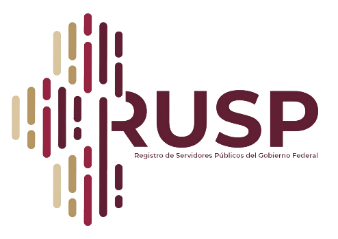 RUSP
Registro de Servidores Públicos del Gobierno Federal